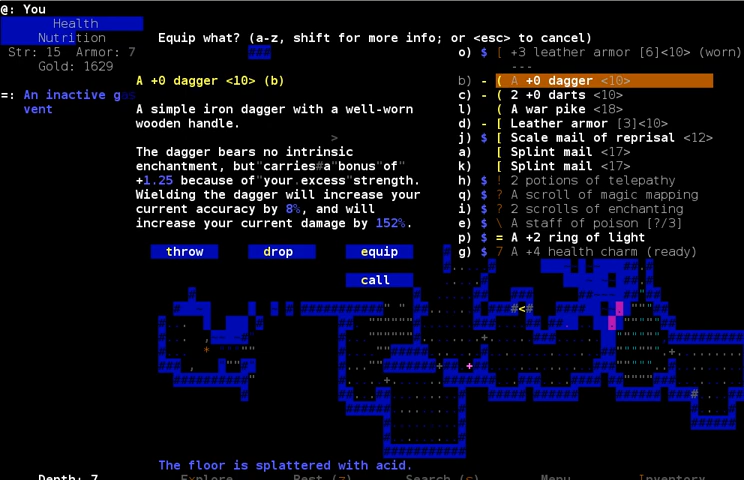 @: You
Health
Nutrition
Str: 15 Armor: 7
Gold: 1629
=: An inactive gas
vent
Equip what? (a-z, shift for more info; or <esc> to cancel)
A +0 dagger <10> (b)
A simple iron dagger with a well-worn
wooden handle.
The dagger bears no intrinsic
enchantment, but carries a bonus of
+1.25 because of your excess strength.
Wielding the dagger will increase your
current accuracy by 8%, and will
increase your current damage by 152%.
throw drop equip
call
o) $ [ +3 leather armor [6]<10> (worn)
---
b) - ( A +0 dagger <10>
c) - ( 2 +0 darts <10>
l) ( A war pike <18>
d) - [ Leather armor [3]<10>
j) $ [ Scale mail of reprisal <12>
a) [ Splint mail <17>
k) [ Splint mail <17>
h) $ ! 2 potions of telepathy
q) $ ? A scroll of magic mapping
i) $ ? 2 scrolls of enchanting
e) $ \ A staff of poison [?/3]
p) $ = A +2 ring of light
g) $ 7 A +4 health charm (ready)
The floor is splattered with acid.
Depth: 7 Explore Rest (z) Search (s) Menu Inventory